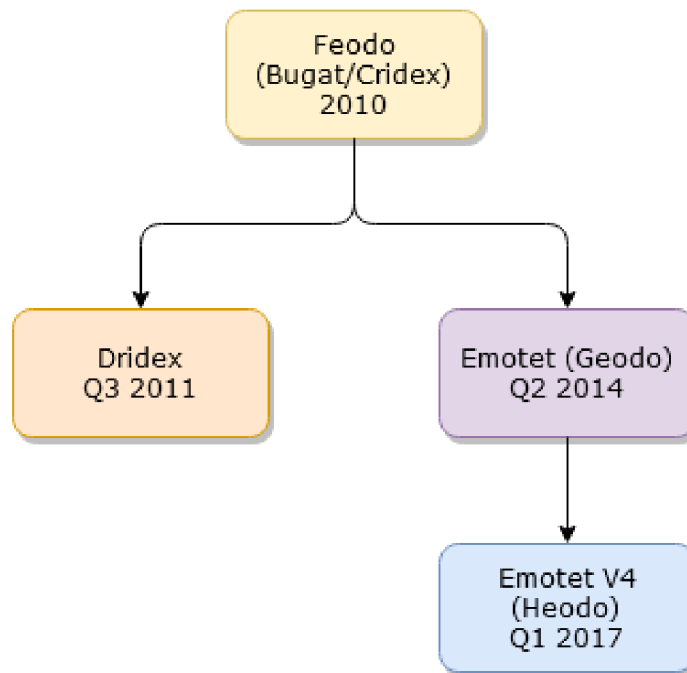 Feodo
(Bugat/Cridex)
2010
Dridex
Q3 2011
Emotet (Geodo)
Q2 2014
Emotet V4
(Heodo)
Q1 2017